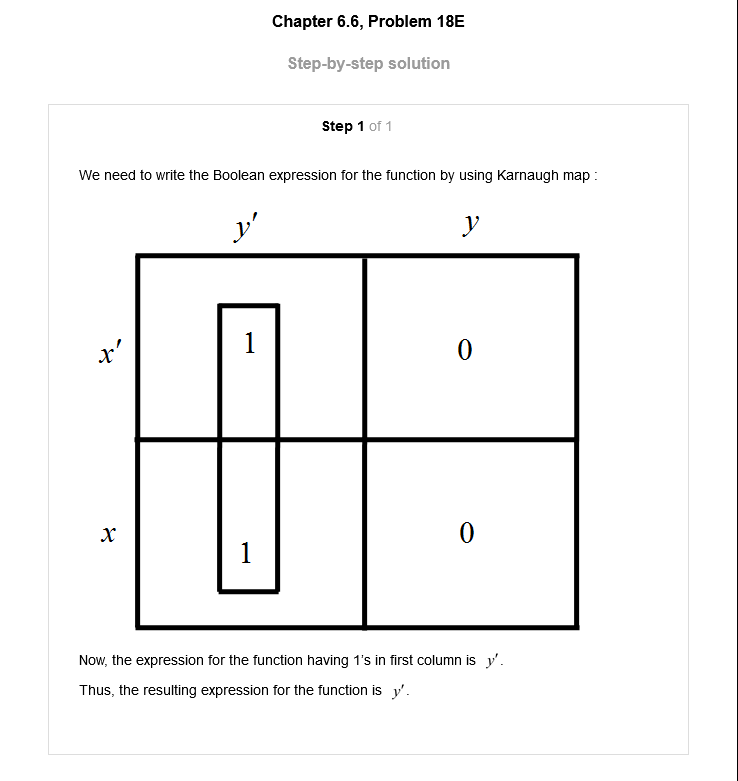 Chapter 6.6, Problem 18E
Step-by-step solution
Step 1 of 1
We need to write the Boolean expression for the function by using Karnaugh map :
y' y
x' 1 0
x 1 0
Now, the expression for the function having 1's in first column is y'.
Thus, the resulting expression for the function is y'.